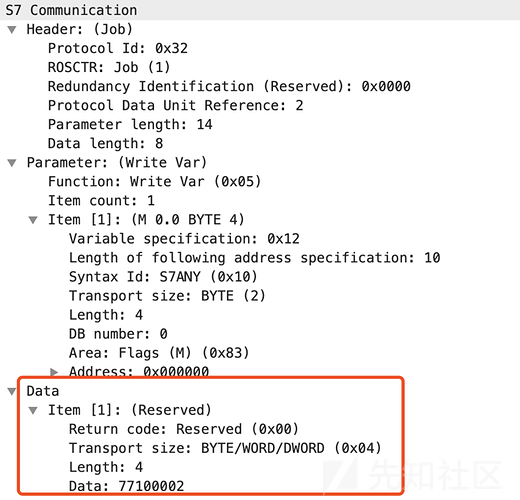 S7 Communication
Header: (Job)
Protocol Id: 0x32
ROSCTR: Job (1)
Redundancy Identification (Reserved): 0x0000
Protocol Data Unit Reference: 2
Parameter length: 14
Data length: 8
Parameter: (Write Var)
Function: Write Var (0x05)
Item count: 1
Item [1]: (M 0.0 BYTE 4)
Variable specification: 0x12
Length of following address specification: 10
Syntax Id: S7ANY (0x10)
Transport size: BYTE (2)
Length: 4
DB number: 0
Area: Flags (M) (0x83)
Address: 0x000000
Data
Item [1]: (Reserved)
Return code: Reserved (0x00)
Transport size: BYTE/WORD/DWORD (0x04)
Length: 4
Data: 77100002
先知社区